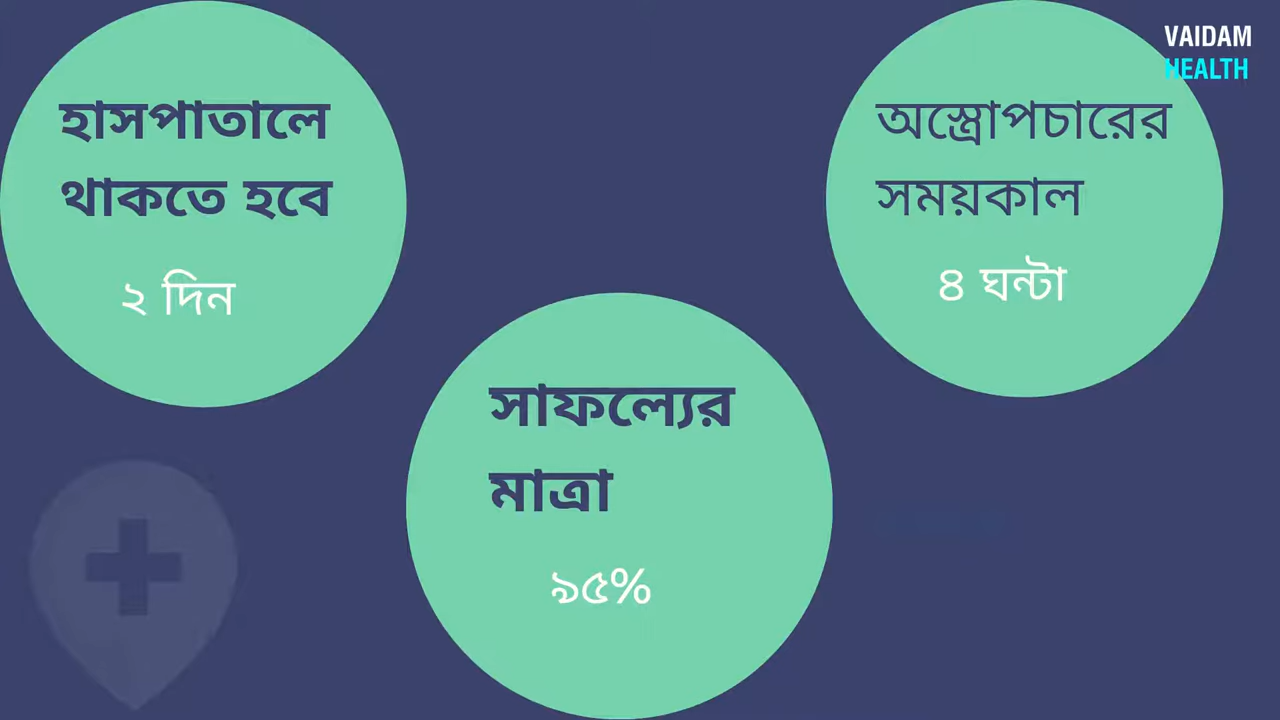 হাসপাতালে
থাকতে হবে
২ দিন
সাফল্যের
মাত্রা
৯৫%
অস্ত্রোপচারের
সময়কাল
৪ ঘন্টা
VAIDAM
HEALTH